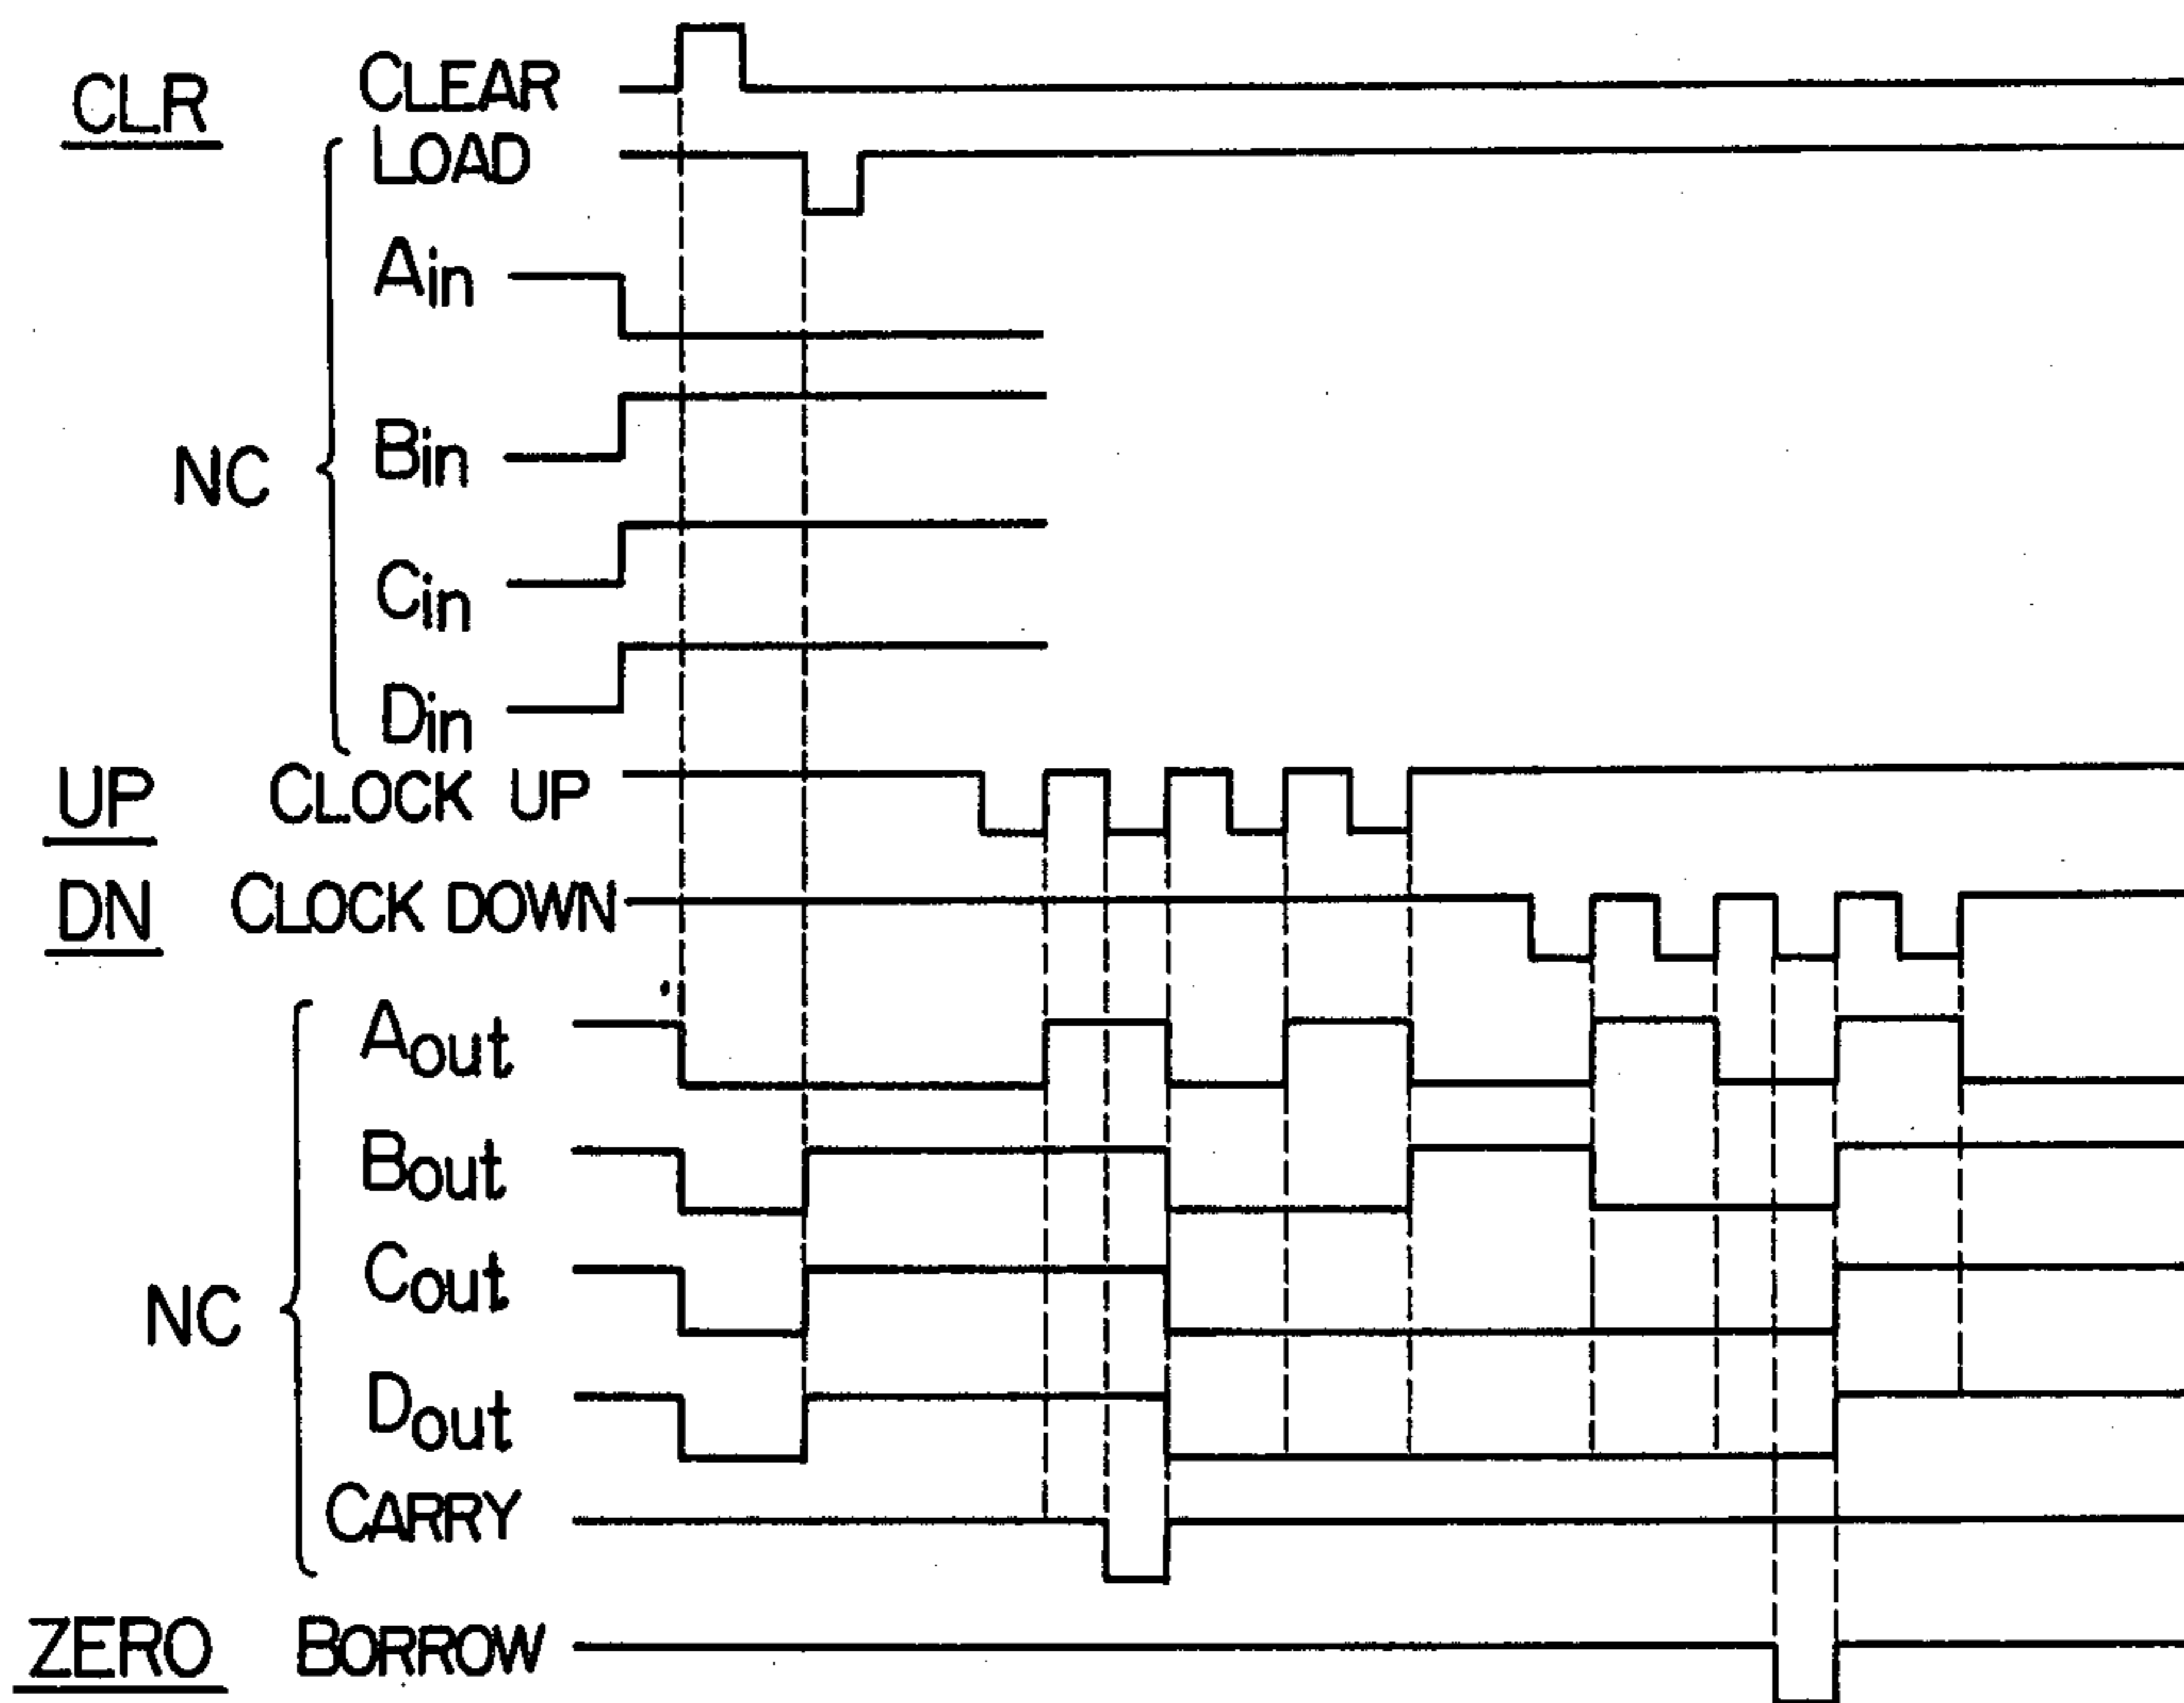 CLR CLEAR
LOAD
Ain
Bin
NC
Cin
Din
UP CLOCK UP
DN CLOCK DOWN
Aout
Bout
Cout
NC
Dout
CARRY
ZERO BORROW